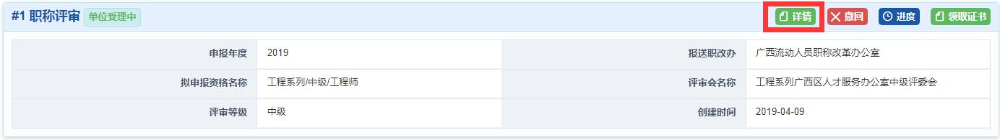 #1 职称评审 单位受理中 详情 撤回 进度 领取证书
申报年度 2019 报送职改办 广西流动人员职称改革办公室
拟申报资格名称 工程系列/中级/工程师 评审会名称 工程系列广西区人才服务办公室中级评委会
评审等级 中级 创建时间 2019-04-09